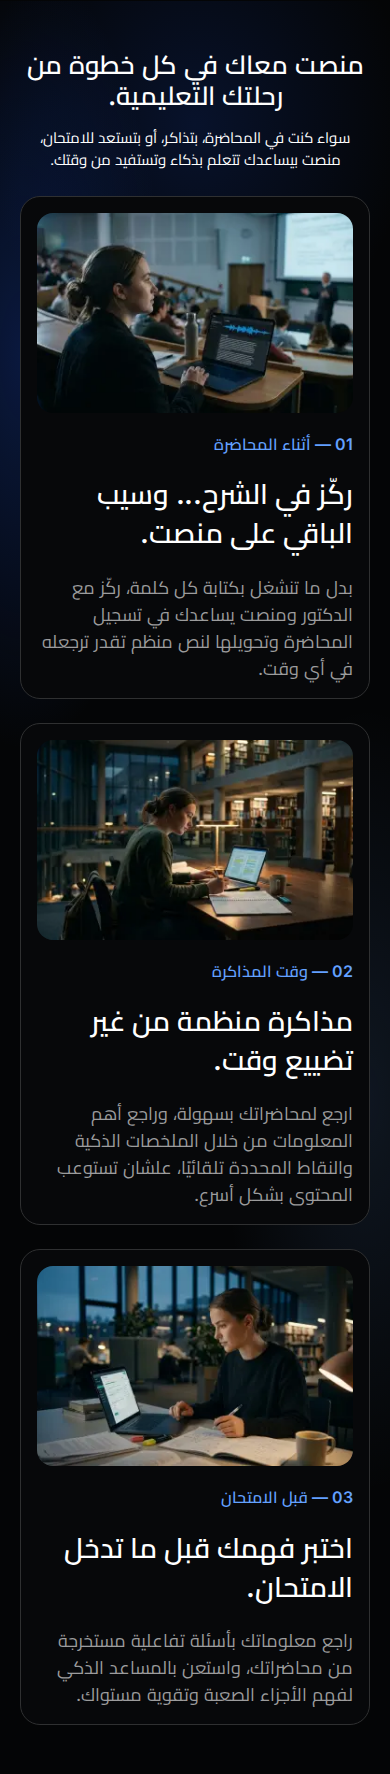 منصت معاك في كل خطوة من
رحلتك التعليمية.
سواء كنت في المحاضرة، بتذاكر، أو بتستعد للامتحان،
منصت بيساعدك تتعلم بذكاء وتستفيد من وقتك.
01 — أثناء المحاضرة
ركّز في الشرح... وسيب
الباقي على منصت.
بدل ما تنشغل بكتابة كل كلمة، ركّز مع
الدكتور ومنصت يساعدك في تسجيل
المحاضرة وتحويلها لنص منظم تقدر ترجعله
في أي وقت.
02 — وقت المذاكرة
مذاكرة منظمة من غير
تضييع وقت.
ارجع لمحاضراتك بسهولة، وراجع أهم
المعلومات من خلال الملخصات الذكية
والنقاط المحددة تلقائيًا، علشان تستوعب
المحتوى بشكل أسرع.
03 — قبل الامتحان
اختبر فهمك قبل ما تدخل
الامتحان.
راجع معلوماتك بأسئلة تفاعلية مستخرجة
من محاضراتك، واستعن بالمساعد الذكي
لفهم الأجزاء الصعبة وتقوية مستواك.